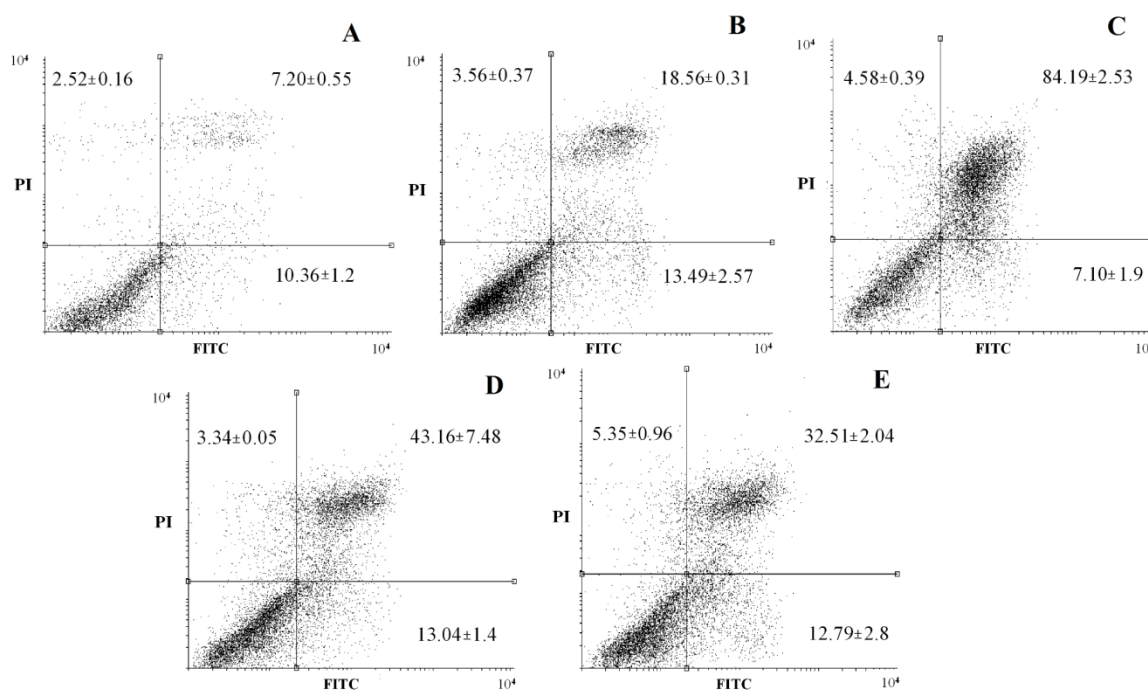 A
10⁴
2.52±0.16
7.20±0.55
PI
10.36±1.2
FITC
10⁴
B
10⁴
3.56±0.37
18.56±0.31
PI
13.49±2.57
FITC
10⁴
C
10⁴
4.58±0.39
84.19±2.53
PI
7.10±1.9
FITC
D
10⁴
3.34±0.05
43.16±7.48
PI
13.04±1.4
FITC
10⁴
E
10⁴
5.35±0.96
32.51±2.04
PI
12.79±2.8
FITC
10⁴